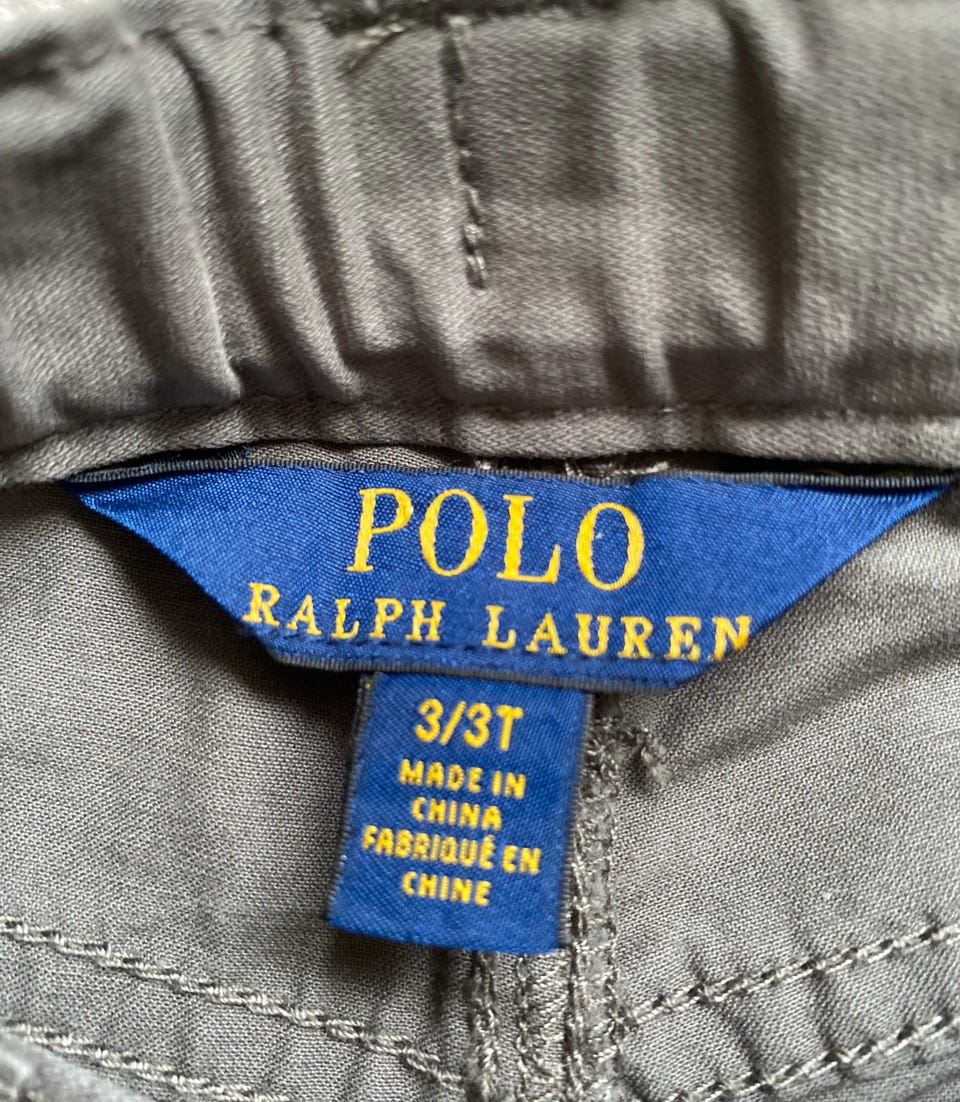 POLO
RALPH LAUREN
3/3T
MADE IN
CHINA
FABRIQUÉ EN
CHINE